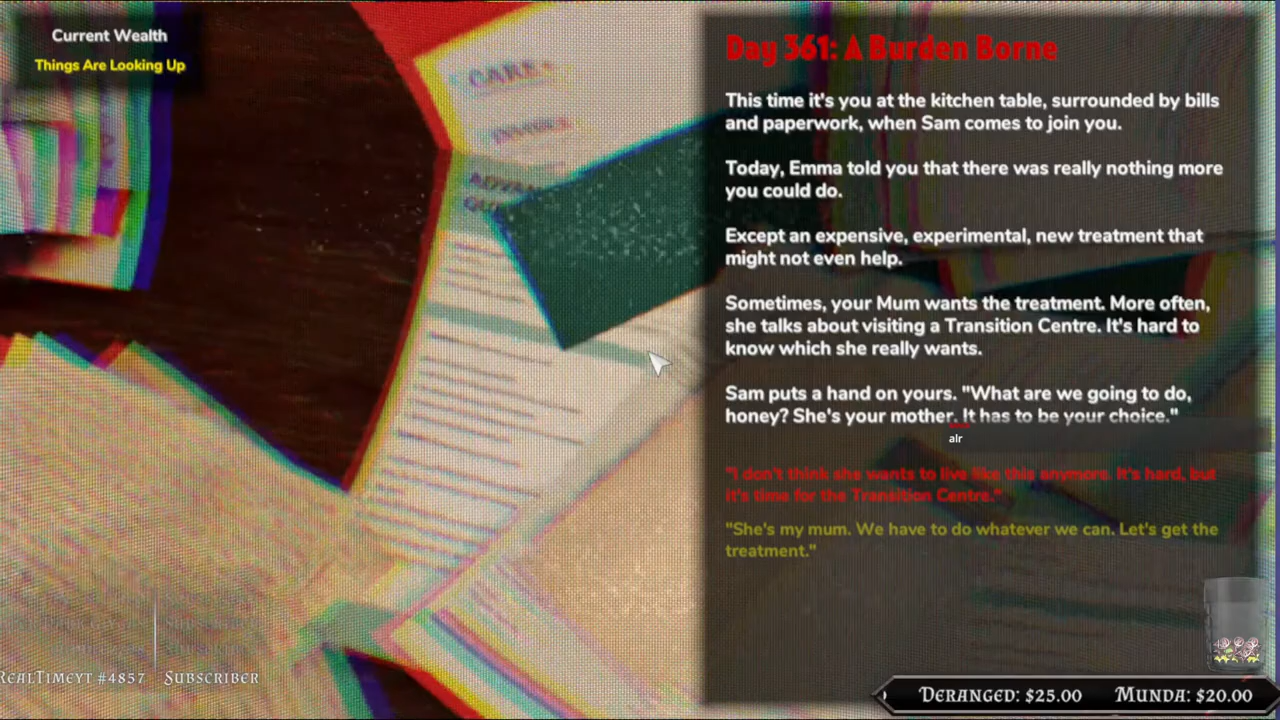 Current Wealth
Things Are Looking Up
CARE
Day 361: A Burden Borne
This time it's you at the kitchen table, surrounded by bills
and paperwork, when Sam comes to join you.
Today, Emma told you that there was really nothing more
you could do.
Except an expensive, experimental, new treatment that
might not even help.
Sometimes, your Mum wants the treatment. More often,
she talks about visiting a Transition Centre. It's hard to
know which she really wants.
Sam puts a hand on yours. "What are we going to do,
honey? She's your mother. It has to be your choice."
alr
"I don't think she wants to live like this anymore. It's hard, but
it's time for the Transition Centre."
"She's my mum. We have to do whatever we can. Let's get the
treatment."
RealTimeyt #4857 Subscriber
Deranged: $25.00 Munda: $20.00